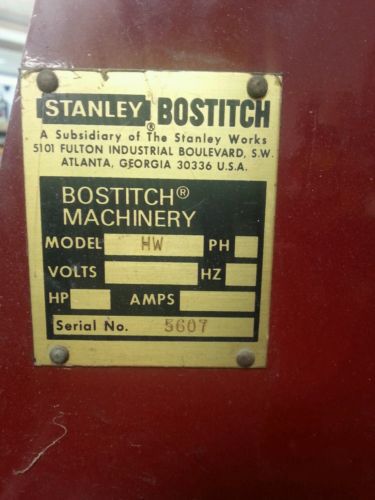 STANLEY® BOSTITCH
A Subsidiary of The Stanley Works
5101 FULTON INDUSTRIAL BOULEVARD, S.W.
ATLANTA, GEORGIA 30336 U.S.A.
BOSTITCH®
MACHINERY
MODEL HW PH
VOLTS HZ
HP AMPS
Serial No. 5607